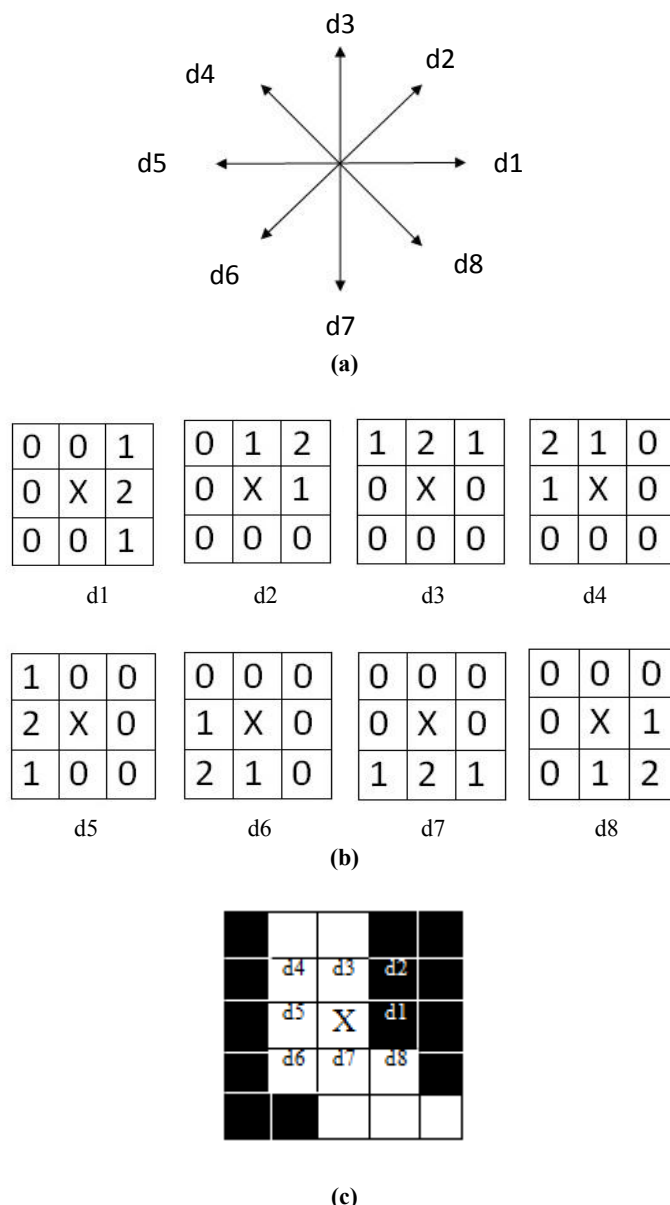 d3
d4 d2
d5 d1
d6 d8
d7
(a)
0 0 1 0 1 2 1 2 1 2 1 0
0 X 2 0 X 1 0 X 0 1 X 0
0 0 1 0 0 0 0 0 0 0 0 0
d1 d2 d3 d4
1 0 0 0 0 0 0 0 0 0 0 0
2 X 0 1 X 0 0 X 0 0 X 1
1 0 0 2 1 0 1 2 1 0 1 2
d5 d6 d7 d8
(b)
d4 d3 d2
d5 X d1
d6 d7 d8
(c)